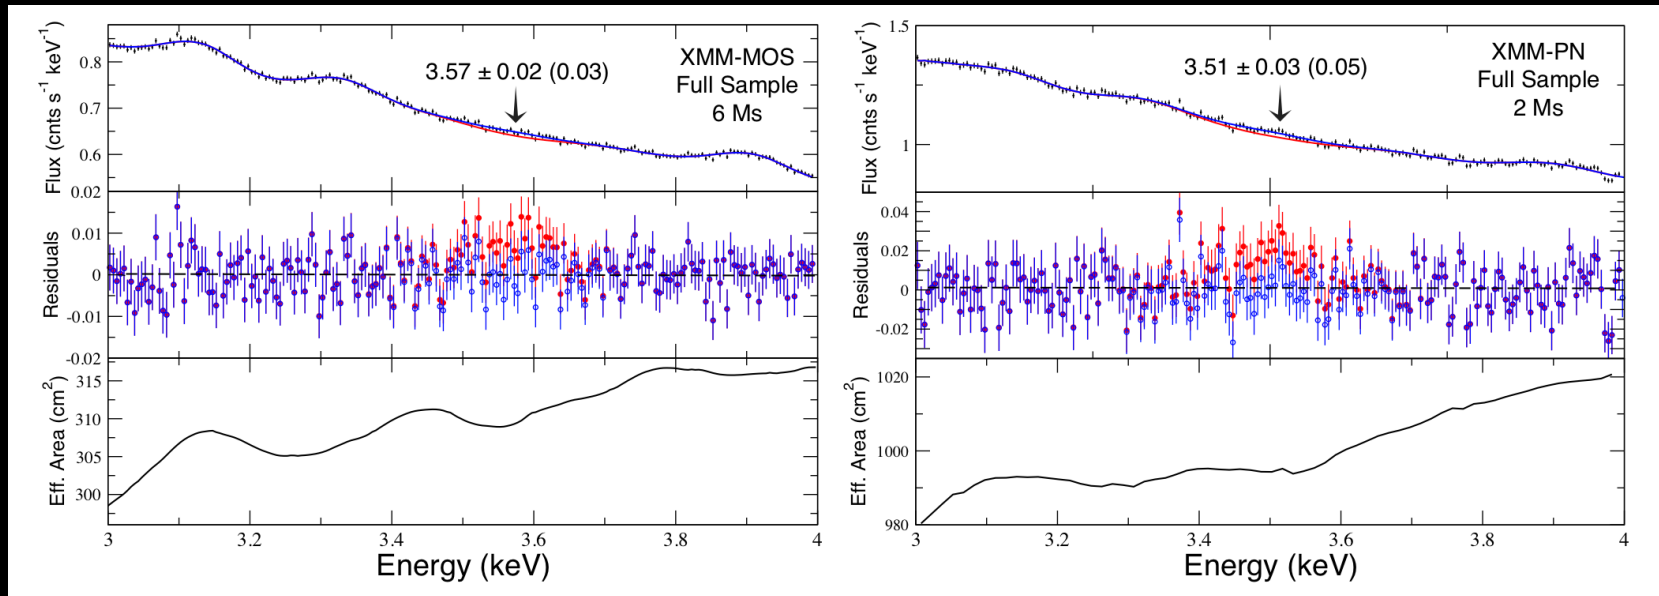 Flux (cnts s⁻¹ keV⁻¹)
0.8
0.7
0.6
3.57 ± 0.02 (0.03)
XMM-MOS
Full Sample
6 Ms
Residuals
0.02
0.01
0
-0.01
-0.02
Eff. Area (cm²)
315
310
305
300
3 3.2 3.4 3.6 3.8 4
Energy (keV)
Flux (cnts s⁻¹ keV⁻¹)
1.5
1
3.51 ± 0.03 (0.05)
XMM-PN
Full Sample
2 Ms
Residuals
0.04
0.02
0
-0.02
Eff. Area (cm²)
1020
1000
980
3 3.2 3.4 3.6 3.8 4
Energy (keV)